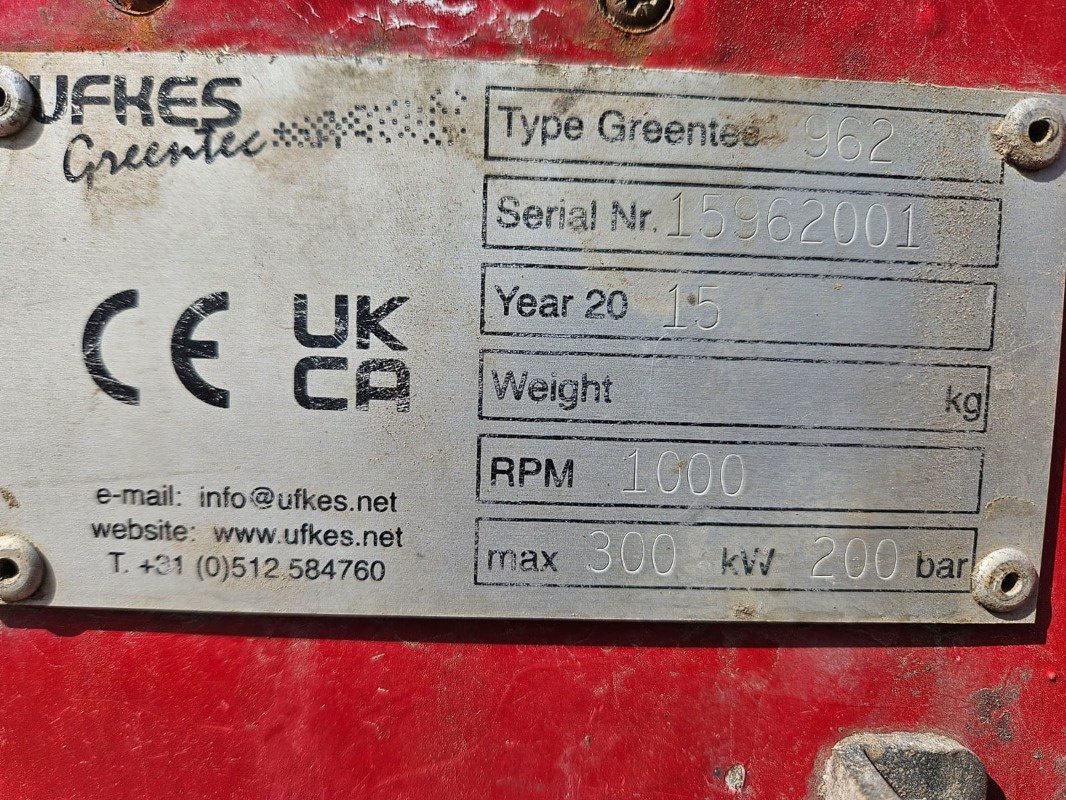 UFKES
Greentec
Type Greentec 962
Serial Nr. 15962001
Year 20 15
Weight kg
RPM 1000
max 300 kW 200 bar
CE UK
CA
e-mail: info@ufkes.net
website: www.ufkes.net
T. +31 (0)512 584760